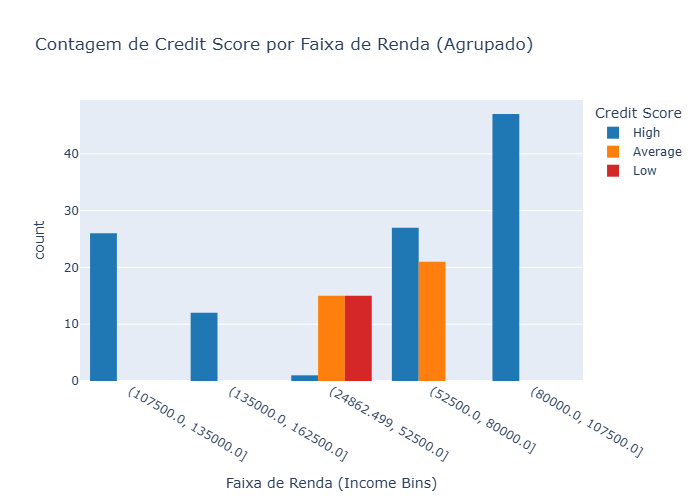 Contagem de Credit Score por Faixa de Renda (Agrupado)
Credit Score
High
Average
Low
count
40
30
20
10
0
(107500.0, 135000.0]
(135000.0, 162500.0]
(24862.499, 52500.0]
(52500.0, 80000.0]
(80000.0, 107500.0]
Faixa de Renda (Income Bins)